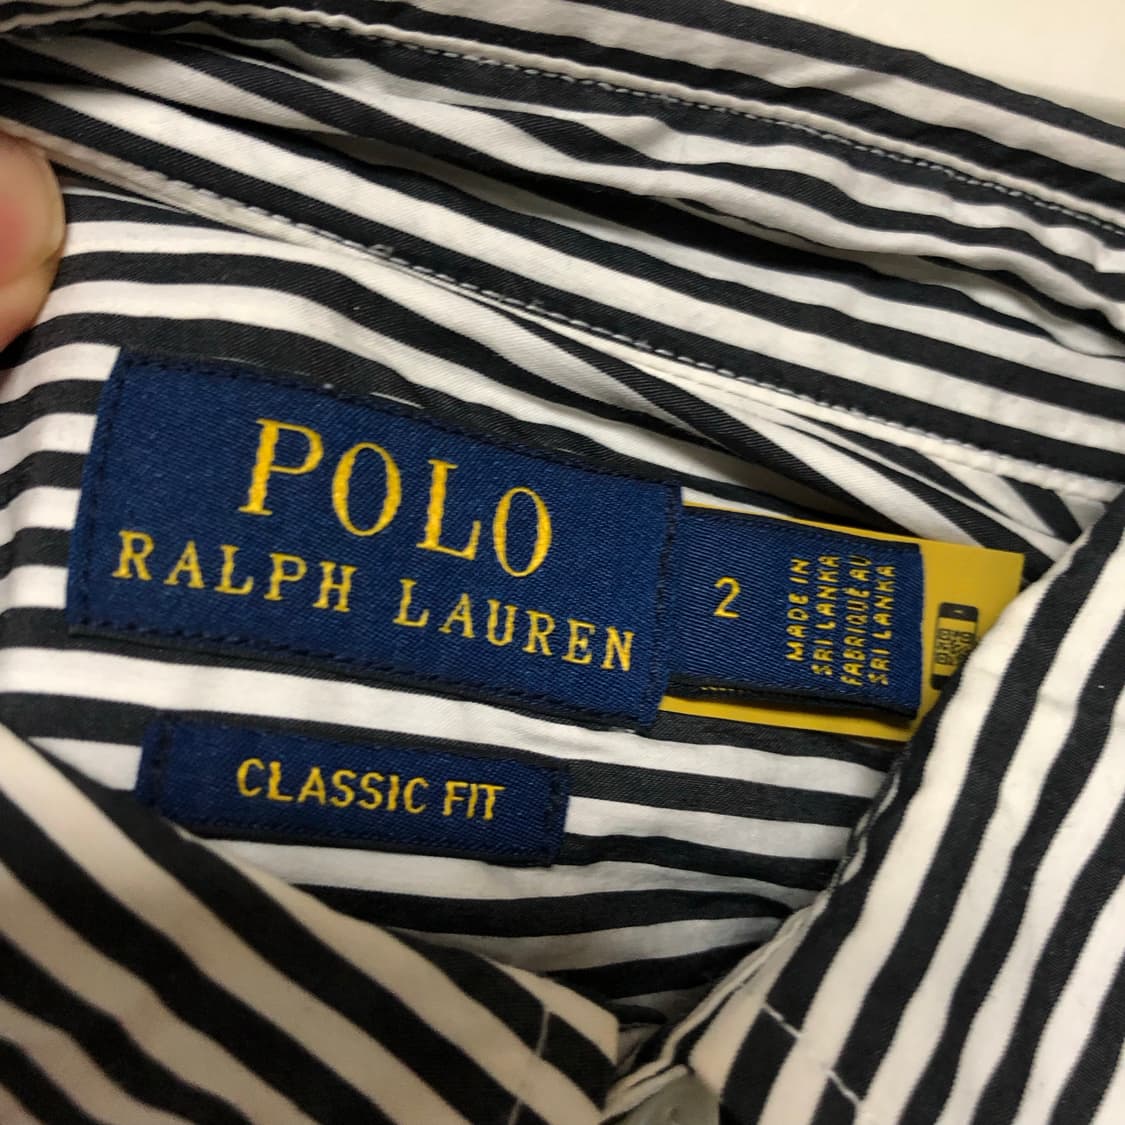 POLO
RALPH LAUREN
2
MADE IN
SRI LANKA
FABRIQUÉ AU
SRI LANKA
CLASSIC FIT